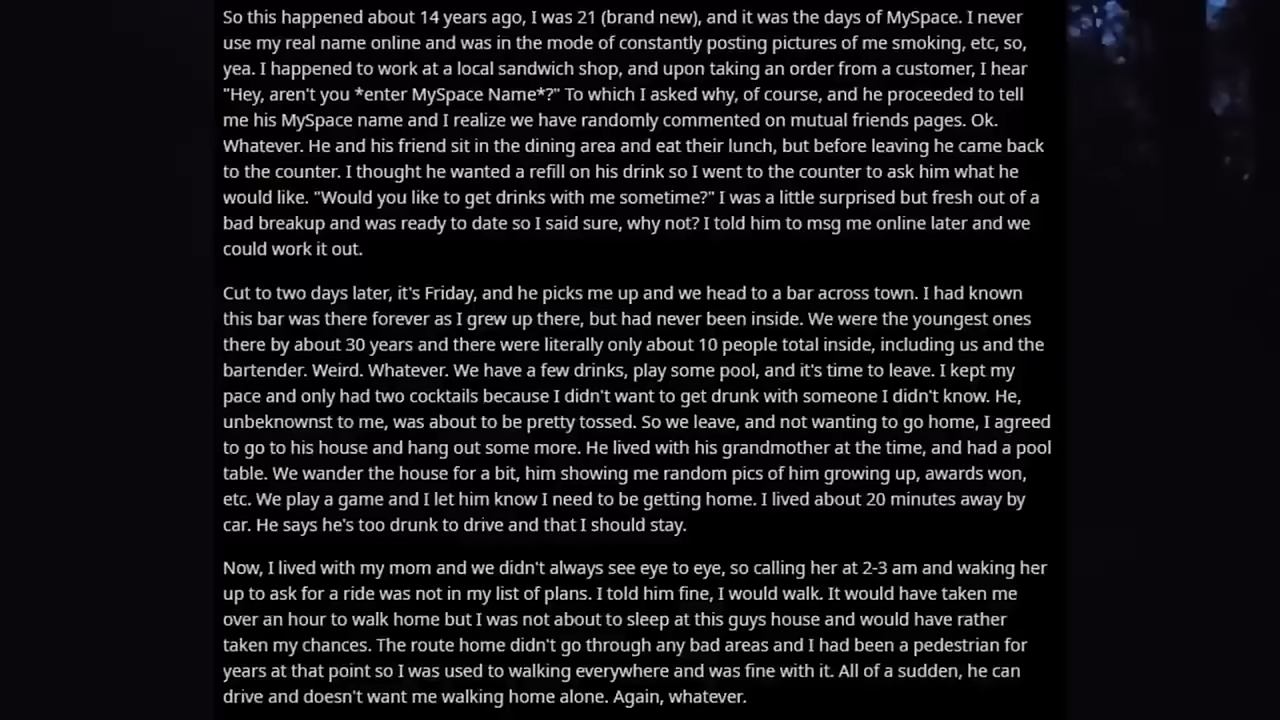 So this happened about 14 years ago, I was 21 (brand new), and it was the days of MySpace. I never
use my real name online and was in the mode of constantly posting pictures of me smoking, etc, so,
yea. I happened to work at a local sandwich shop, and upon taking an order from a customer, I hear
"Hey, aren't you *enter MySpace Name*?" To which I asked why, of course, and he proceeded to tell
me his MySpace name and I realize we have randomly commented on mutual friends pages. Ok.
Whatever. He and his friend sit in the dining area and eat their lunch, but before leaving he came back
to the counter. I thought he wanted a refill on his drink so I went to the counter to ask him what he
would like. "Would you like to get drinks with me sometime?" I was a little surprised but fresh out of a
bad breakup and was ready to date so I said sure, why not? I told him to msg me online later and we
could work it out.
Cut to two days later, it's Friday, and he picks me up and we head to a bar across town. I had known
this bar was there forever as I grew up there, but had never been inside. We were the youngest ones
there by about 30 years and there were literally only about 10 people total inside, including us and the
bartender. Weird. Whatever. We have a few drinks, play some pool, and it's time to leave. I kept my
pace and only had two cocktails because I didn't want to get drunk with someone I didn't know. He,
unbeknownst to me, was about to be pretty tossed. So we leave, and not wanting to go home, I agreed
to go to his house and hang out some more. He lived with his grandmother at the time, and had a pool
table. We wander the house for a bit, him showing me random pics of him growing up, awards won,
etc. We play a game and I let him know I need to be getting home. I lived about 20 minutes away by
car. He says he's too drunk to drive and that I should stay.
Now, I lived with my mom and we didn't always see eye to eye, so calling her at 2-3 am and waking her
up to ask for a ride was not in my list of plans. I told him fine, I would walk. It would have taken me
over an hour to walk home but I was not about to sleep at this guys house and would have rather
taken my chances. The route home didn't go through any bad areas and I had been a pedestrian for
years at that point so I was used to walking everywhere and was fine with it. All of a sudden, he can
drive and doesn't want me walking home alone. Again, whatever.